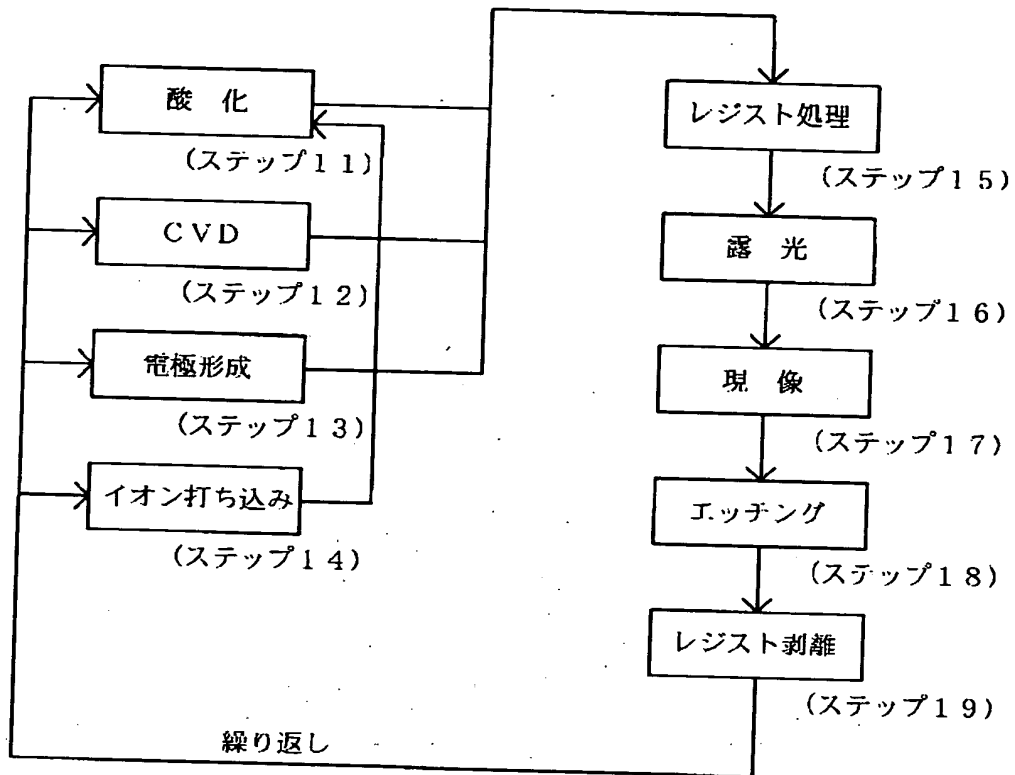 酸 化
(ステップ11)
CVD
(ステップ12)
電極形成
(ステップ13)
イオン打ち込み
(ステップ14)
レジスト処理
(ステップ15)
露 光
(ステップ16)
現 像
(ステップ17)
エッチング
(ステップ18)
レジスト剥離
(ステップ19)
繰り返し